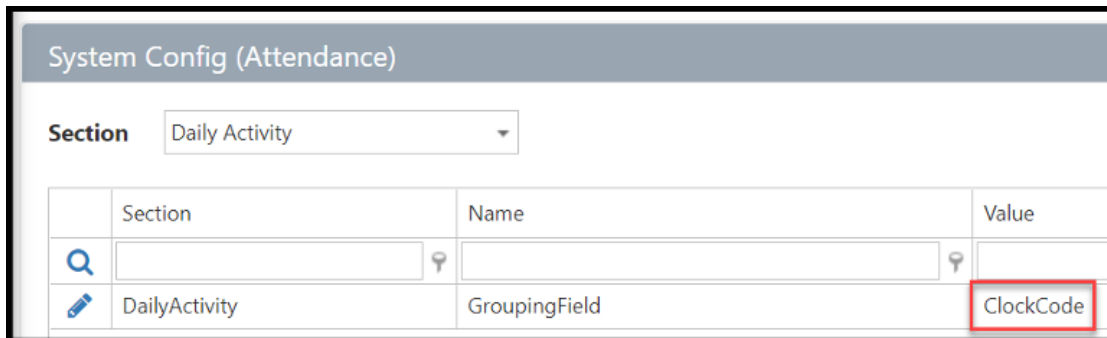 System Config (Attendance)
Section Daily Activity
Section Name Value
DailyActivity GroupingField ClockCode